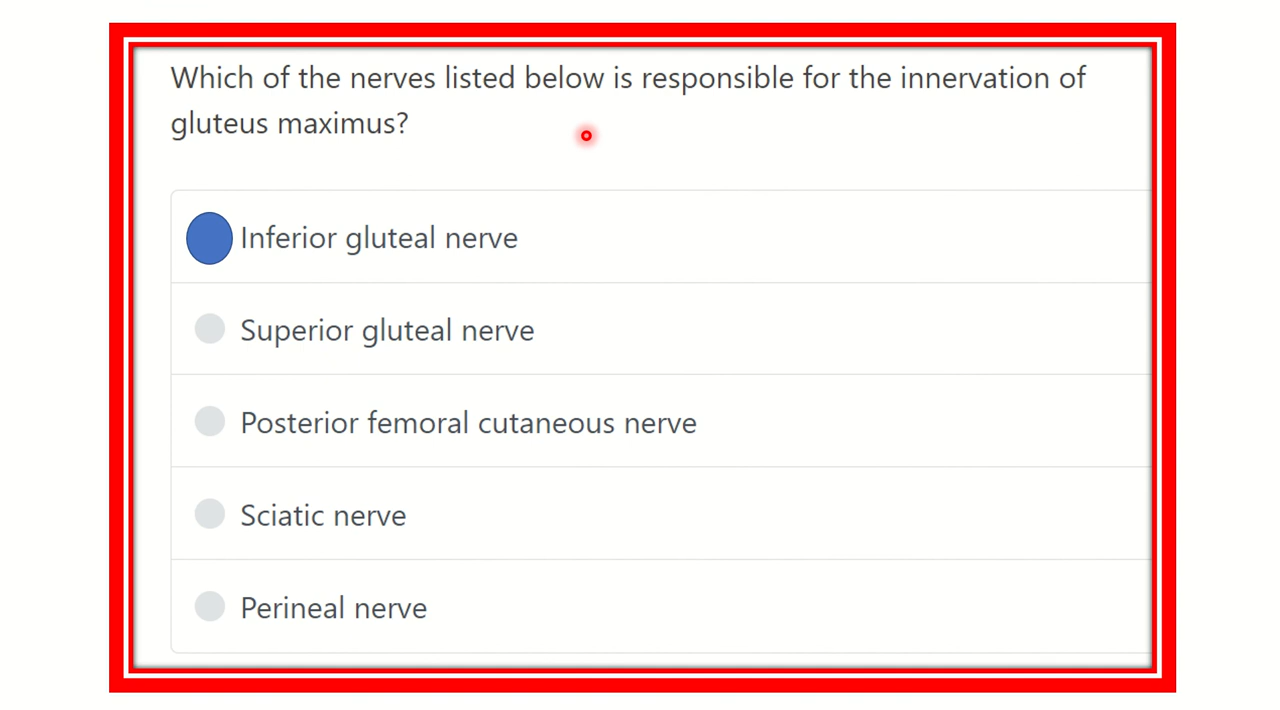 Which of the nerves listed below is responsible for the innervation of
gluteus maximus?
Inferior gluteal nerve
Superior gluteal nerve
Posterior femoral cutaneous nerve
Sciatic nerve
Perineal nerve